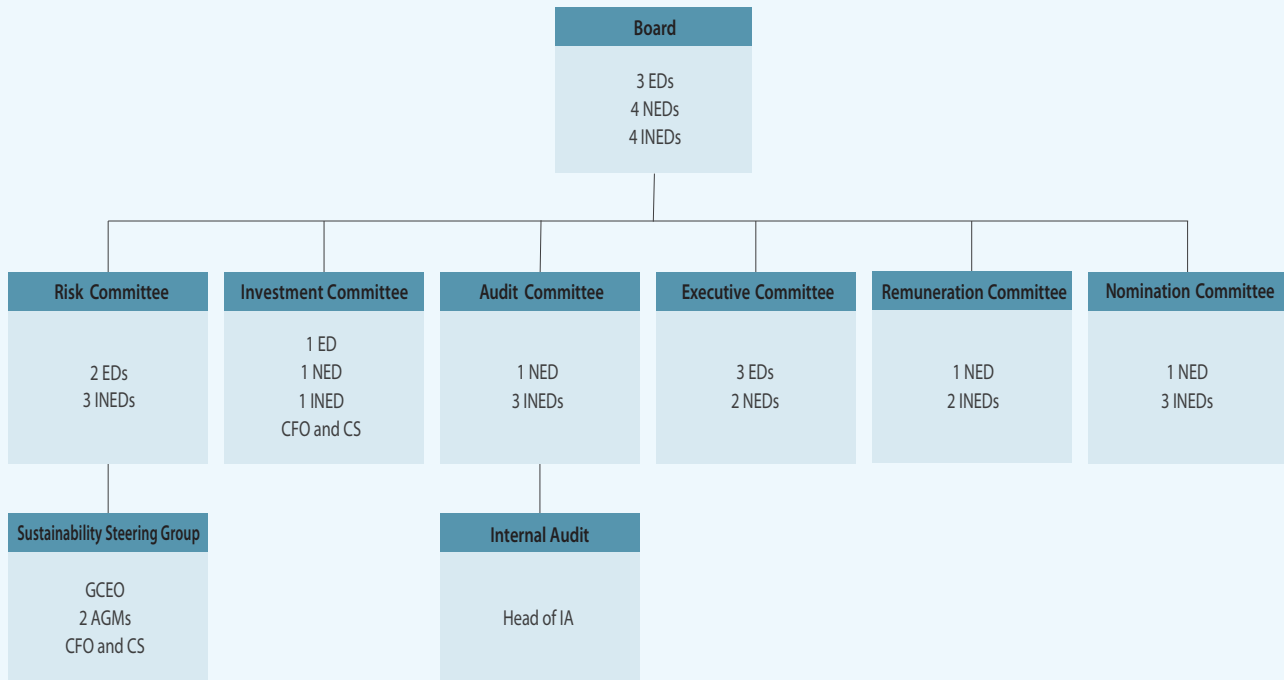 Board
3 EDs
4 NEDs
4 INEDs
Risk Committee
2 EDs
3 INEDs
Investment Committee
1 ED
1 NED
1 INED
CFO and CS
Audit Committee
1 NED
3 INEDs
Executive Committee
3 EDs
2 NEDs
Remuneration Committee
1 NED
2 INEDs
Nomination Committee
1 NED
3 INEDs
Sustainability Steering Group
GCEO
2 AGMs
CFO and CS
Internal Audit
Head of IA